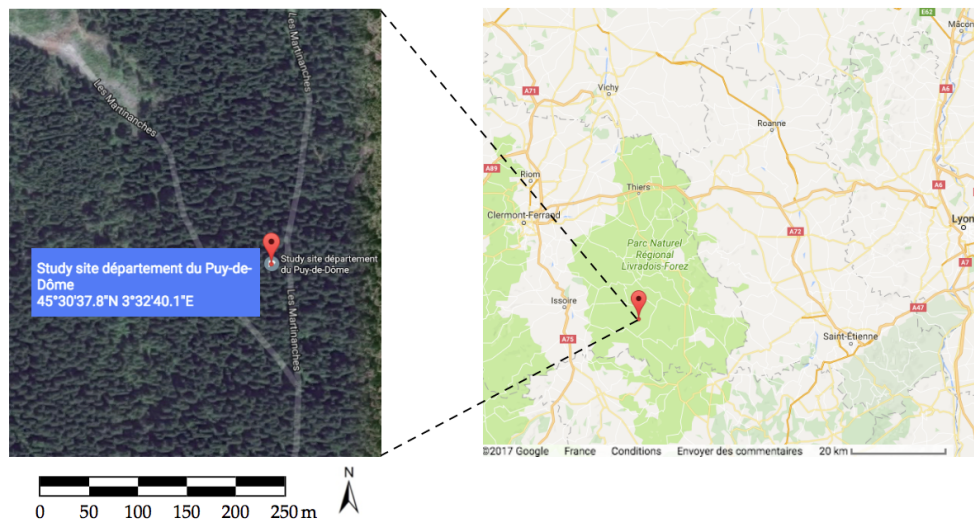 Les Martinanches
Les Martinanches
Study site département
du Puy-de-Dôme
Study site département du Puy-de-
Dôme
45°30'37.8"N 3°32'40.1"E
Les Martinanches
0 50 100 150 200 250 m
N
E62
Mâcon
A71
Vichy
A6
Roanne
A89
Riom
Thiers
A6
Clermont-Ferrand
A72
Lyon
Parc Naturel
Régional
Livradois-Forez
A7
Issoire
A47
A75
Saint-Étienne
©2017 Google France Conditions Envoyer des commentaires 20 km